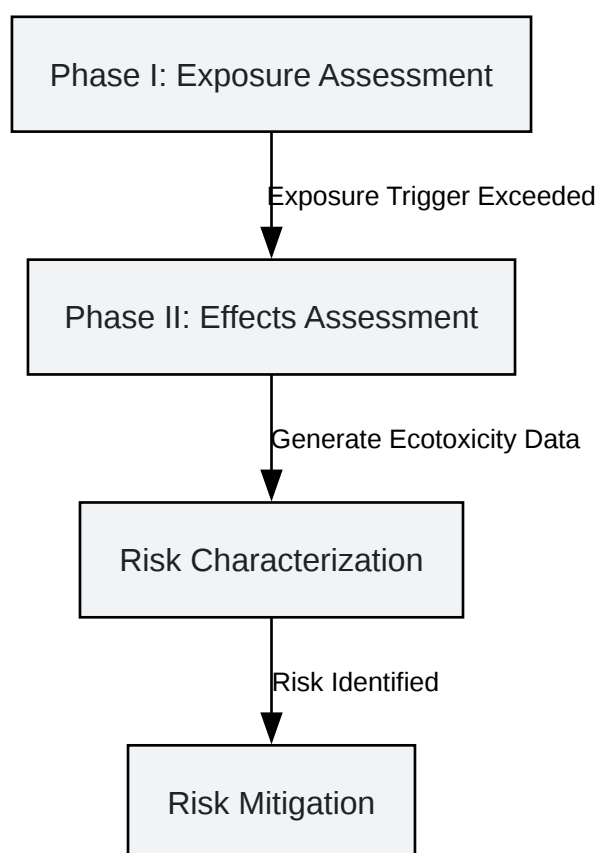 Phase I: Exposure Assessment
Exposure Trigger Exceeded
Phase II: Effects Assessment
Generate Ecotoxicity Data
Risk Characterization
Risk Identified
Risk Mitigation